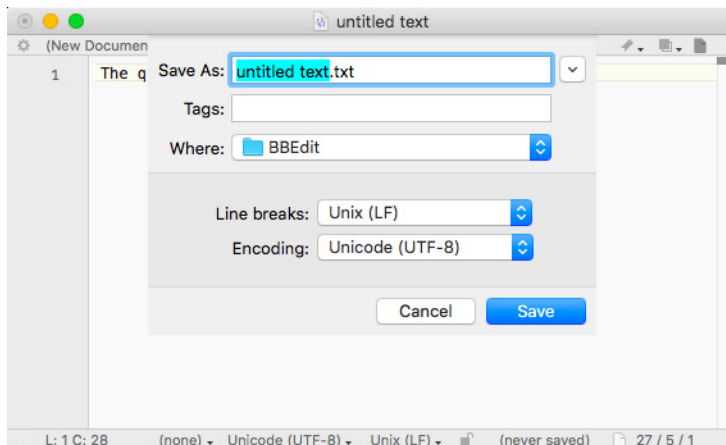 untitled text
(New Documen
1 The q
Save As: untitled text.txt
Tags:
Where: BBEdit
Line breaks: Unix (LF)
Encoding: Unicode (UTF-8)
Cancel Save
L: 1 C: 28 (none) Unicode (UTF-8) Unix (LF) (never saved) 27 / 5 / 1